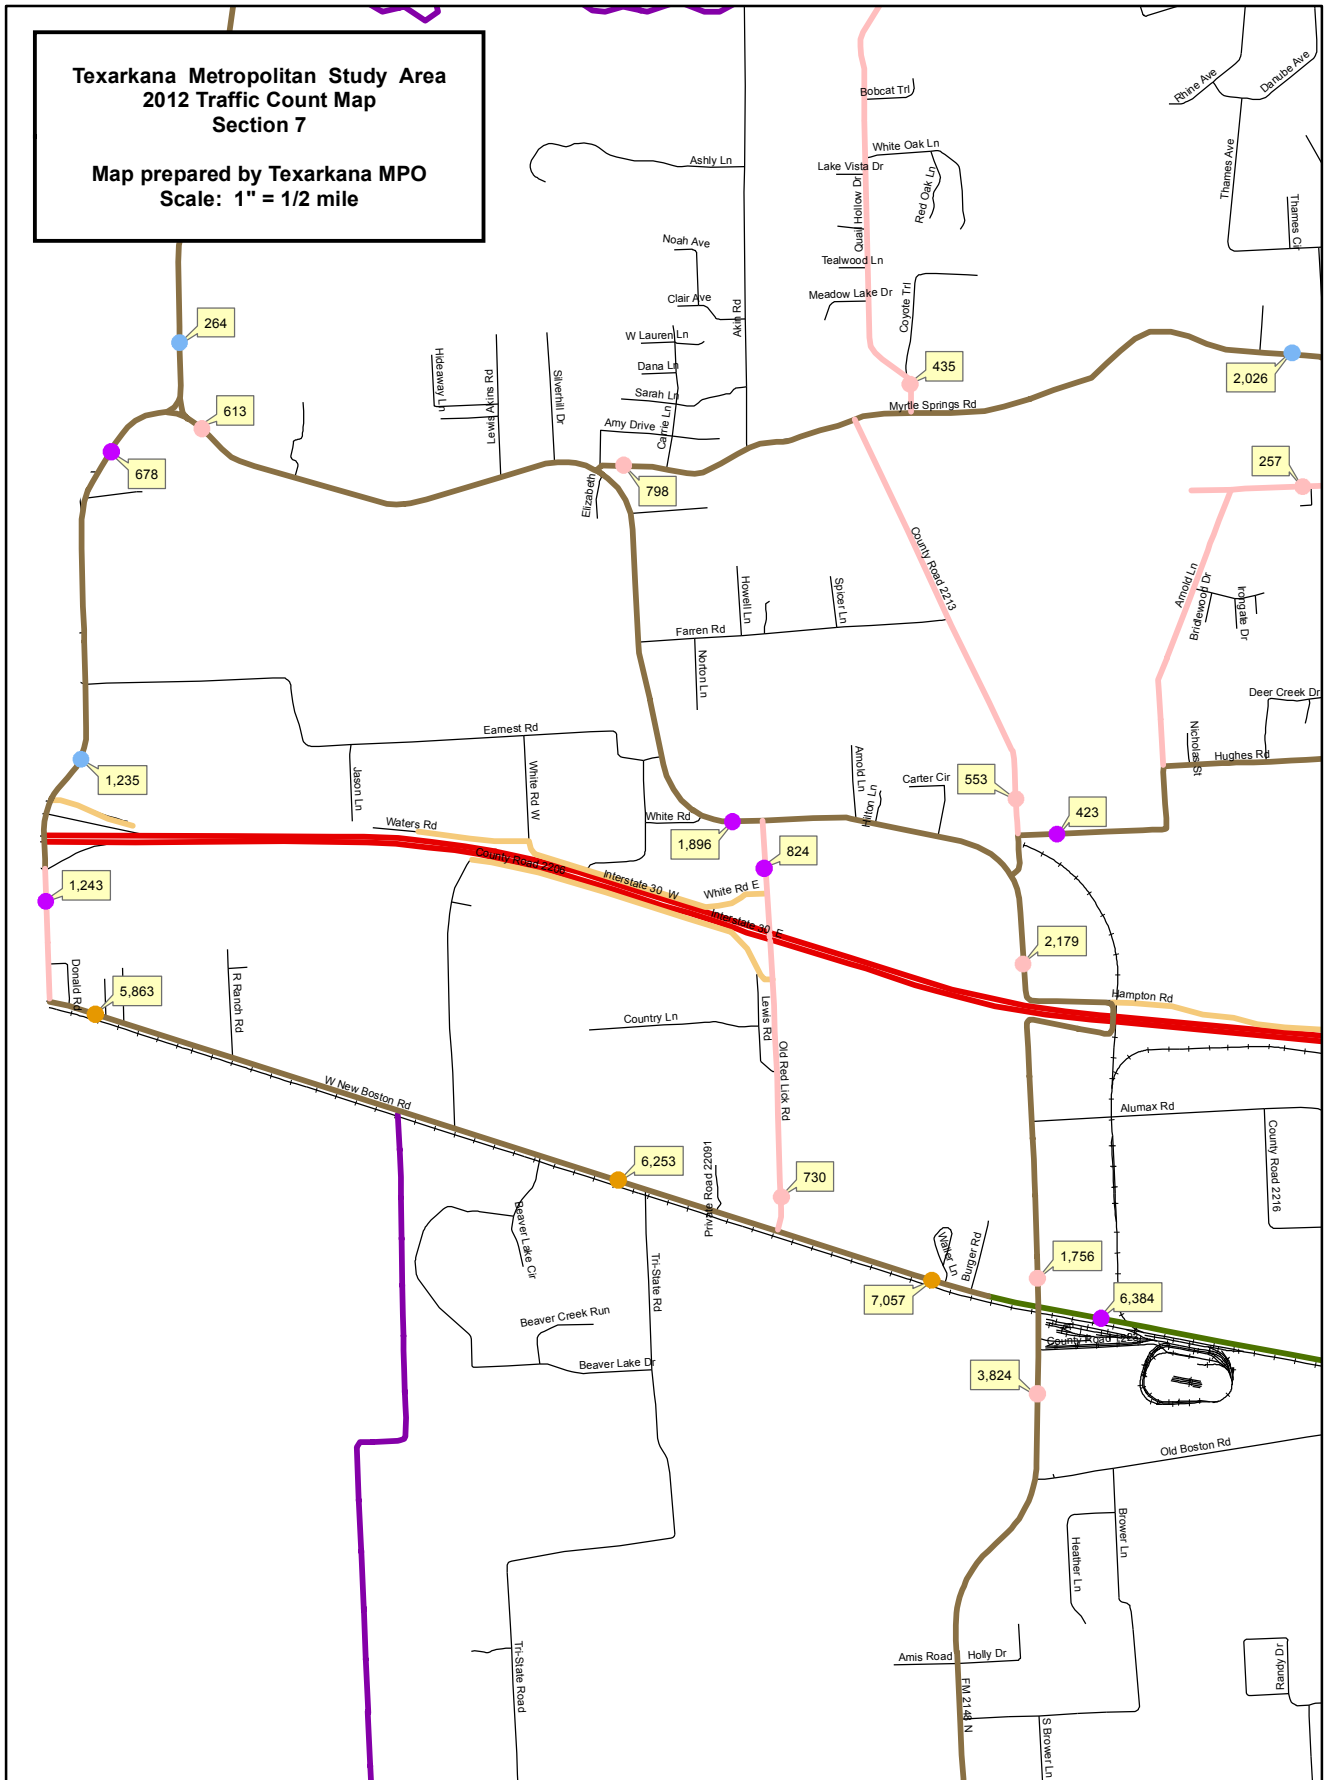 Texarkana Metropolitan Study Area
2012 Traffic Count Map
Section 7
Map prepared by Texarkana MPO
Scale: 1" = 1/2 mile
Rhine Ave
Danube Ave
Bobcat Trl
White Oak Ln
Ashly Ln
Lake Vista Dr
Red Oak Ln
Thames Ave
Quail Hollow Dr
Thames Cir
Noah Ave
Tealwood Ln
Clair Ave
Meadow Lake Dr
Coyote Trl
Akin Rd
264
W Lauren Ln
Hideaway Ln
Lewis Akins Rd
Silverhill Dr
Dana Ln
435
2,026
Sarah Ln
Myrtle Springs Rd
613
Amy Drive
Carrie Ln
678
257
798
Elizabeth
County Road 2213
Howell Ln
Spicer Ln
Arnold Ln
Bridlewood Dr
Irongate Dr
Farren Rd
Norton Ln
Deer Creek Dr
Earnest Rd
Nicholas St
Hughes Rd
1,235
Jason Ln
White Rd W
Arnold Ln
Hilton Ln
Carter Cir
553
423
Waters Rd
White Rd
1,896
824
County Road 2206
Interstate 30 W
White Rd E
1,243
Interstate 30 E
2,179
Donald Rd
5,863
R Ranch Rd
Hampton Rd
Country Ln
Lewis Rd
Old Red Lick Rd
W New Boston Rd
Alumax Rd
County Road 2216
6,253
Private Road 22091
730
Beaver Lake Cir
Tri-State Rd
Waller Ln
Burger Rd
1,756
7,057
6,384
Beaver Creek Run
County Road
Beaver Lake Dr
3,824
Old Boston Rd
Brower Ln
Heather Ln
Tri-State Road
Amis Road
Holly Dr
Randy Dr
FM 2148 N
S Brower Ln